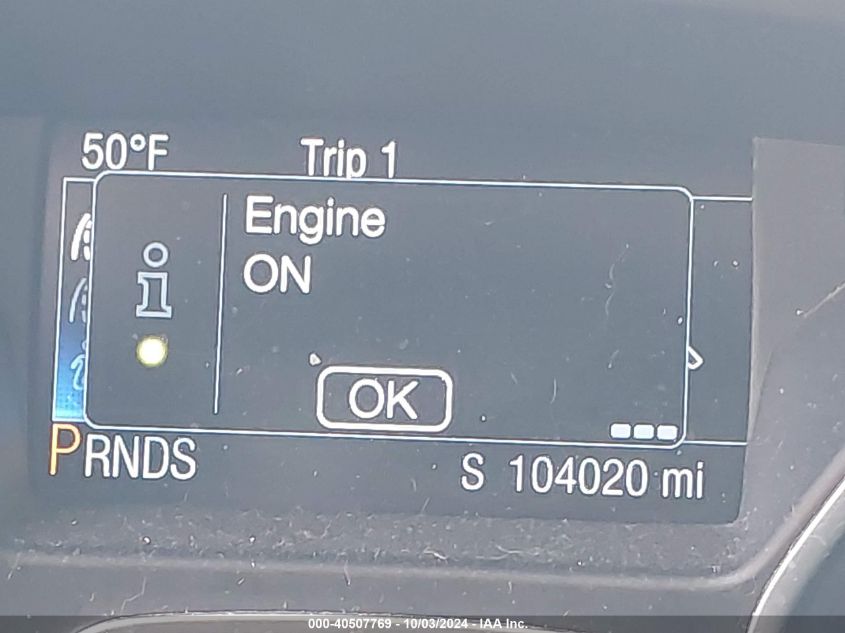 50°F Trip 1
Engine
ON
OK
PRNDS S 104020 mi
000-40507769 - 10/03/2024 - IAA Inc.